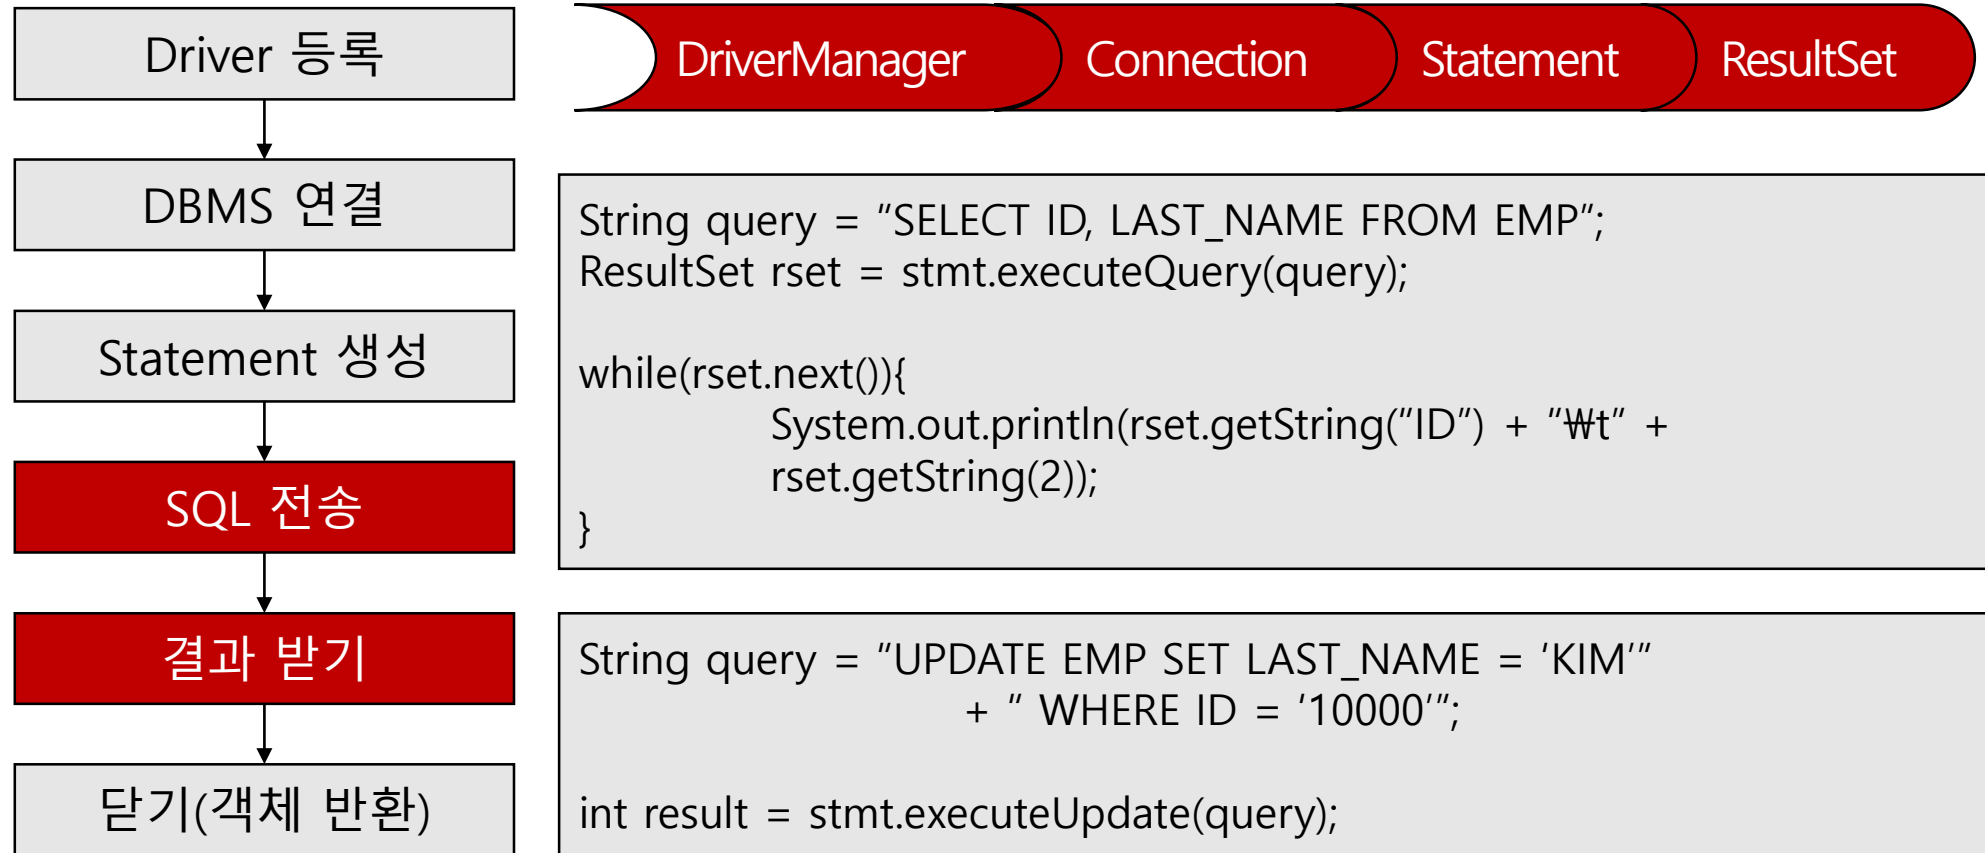 Driver 등록
DBMS 연결
Statement 생성
SQL 전송
결과 받기
닫기(객체 반환)
DriverManager
Connection
Statement
ResultSet
String query = "SELECT ID, LAST_NAME FROM EMP";
ResultSet rset = stmt.executeQuery(query);
while(rset.next()){
System.out.println(rset.getString("ID") + "₩t" +
rset.getString(2));
}
String query = "UPDATE EMP SET LAST_NAME = 'KIM'"
+ " WHERE ID = '10000'";
int result = stmt.executeUpdate(query);